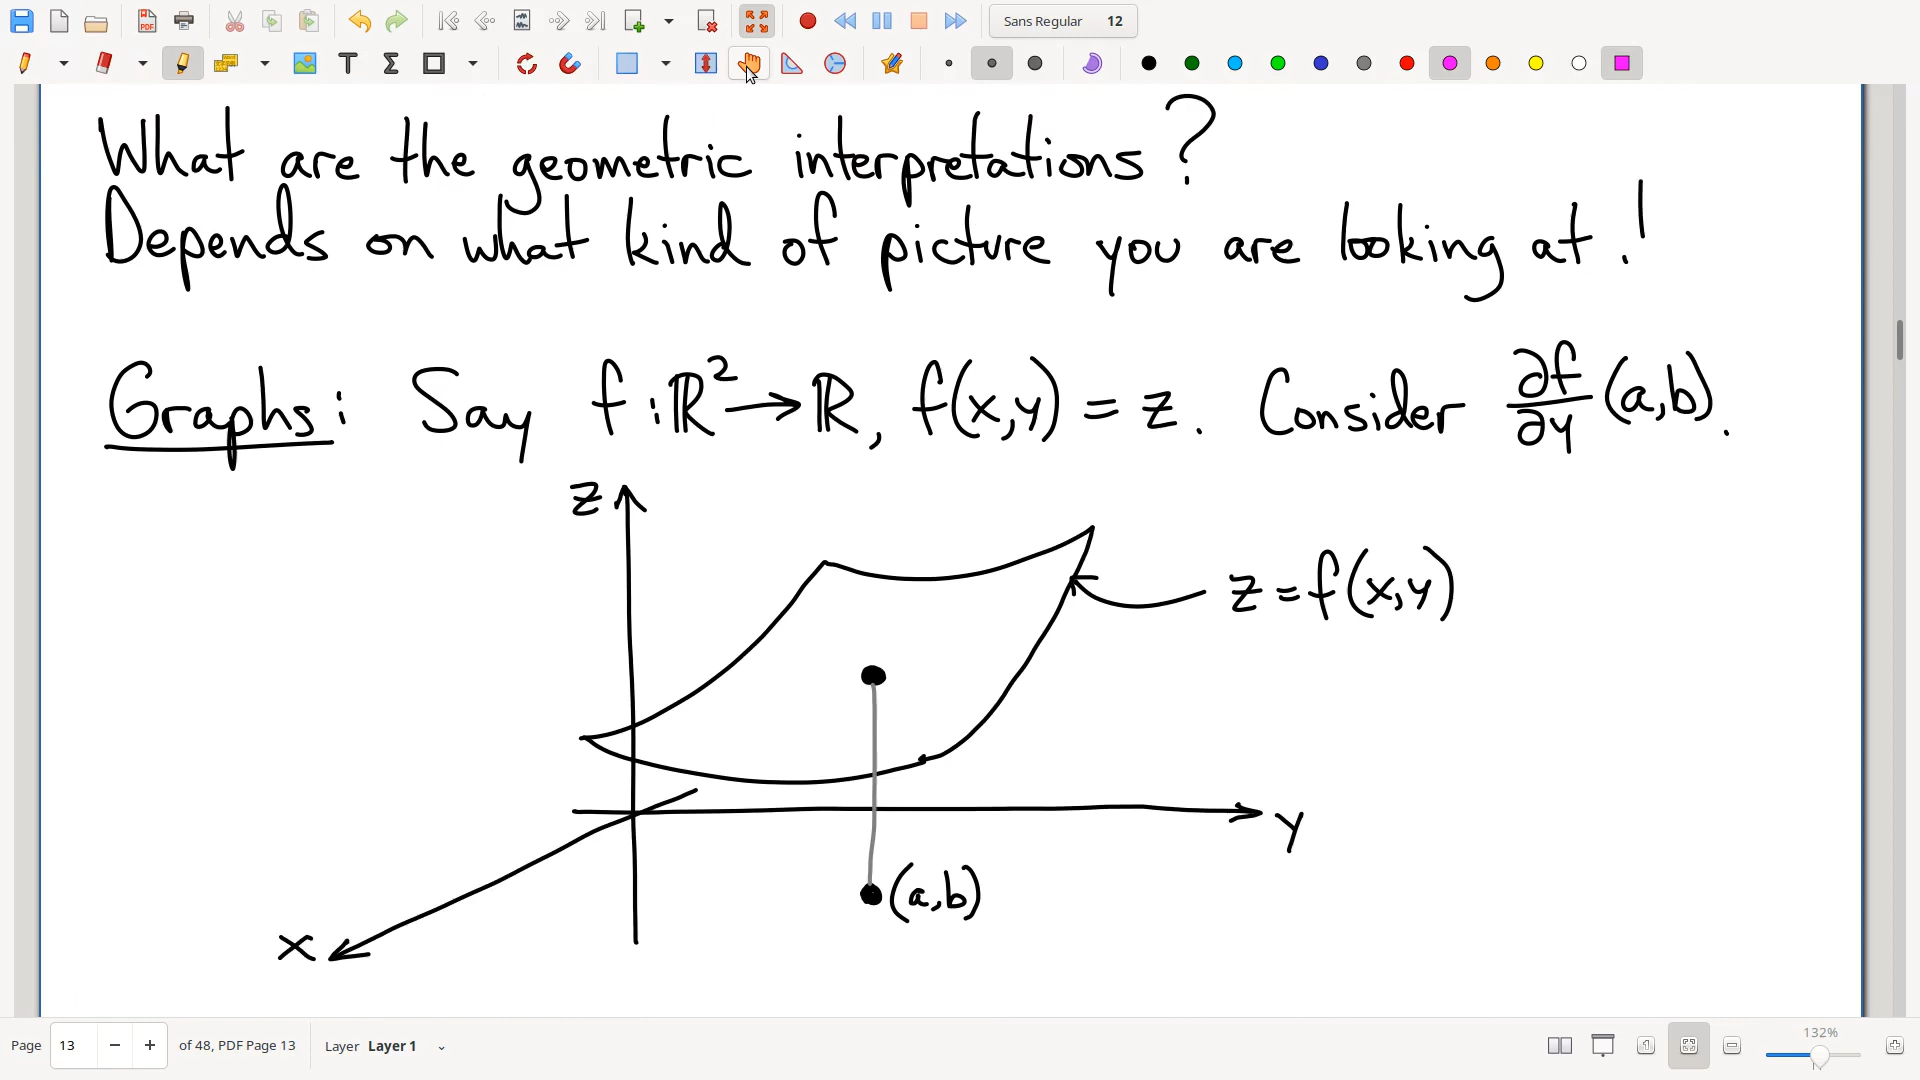 Sans Regular 12
What are the geometric interpretations?
Depends on what kind of picture you are looking at!
Graphs: Say f:ℝ²→ℝ, f(x,y) = z. Consider ∂f/∂y (a,b).
z
z = f(x,y)
y
(a,b)
x
Page 13 of 48, PDF Page 13 Layer Layer 1 132%